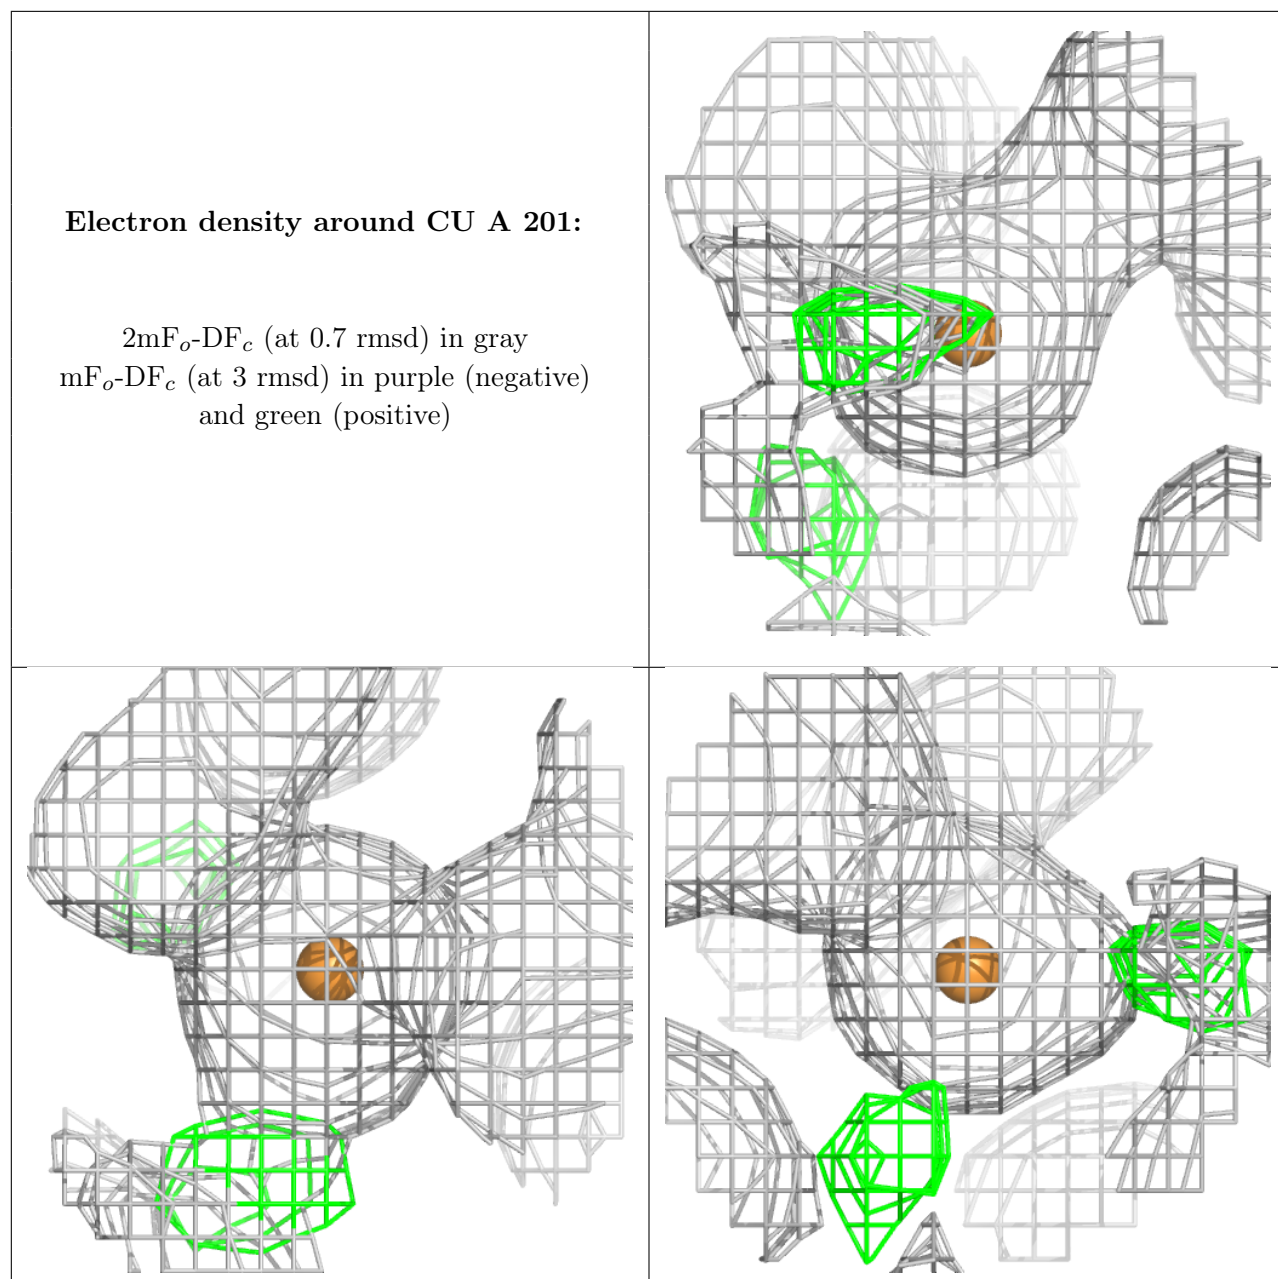 Electron density around CU A 201:
2mFo-DFc (at 0.7 rmsd) in gray
mFo-DFc (at 3 rmsd) in purple (negative)
and green (positive)